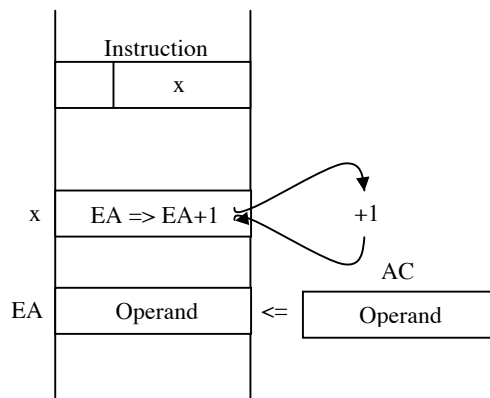 Instruction
x
x EA => EA+1 +1
AC
EA Operand <= Operand